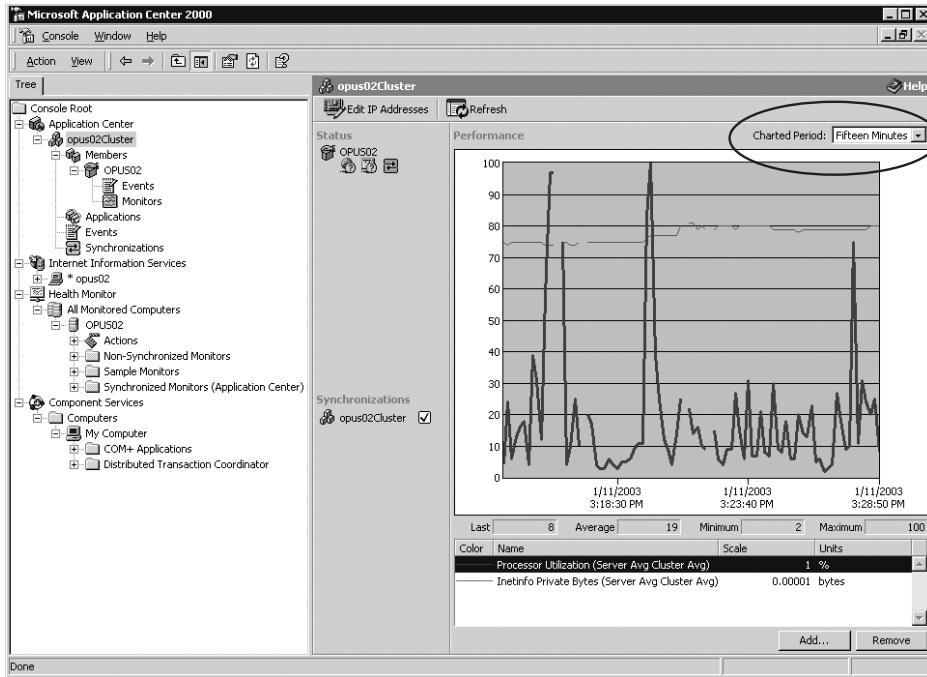 Microsoft Application Center 2000
Console Window Help
Action View
Tree
Console Root
Application Center
opus02Cluster
Members
OPUS02
Events
Monitors
Applications
Events
Synchronizations
Internet Information Services
* opus02
Health Monitor
All Monitored Computers
OPUS02
Actions
Non-Synchronized Monitors
Sample Monitors
Synchronized Monitors (Application Center)
Component Services
Computers
My Computer
COM+ Applications
Distributed Transaction Coordinator
opus02Cluster
Help
Edit IP Addresses Refresh
Status
OPUS02
Synchronizations
opus02Cluster
Performance
Charted Period: Fifteen Minutes
100
90
80
70
60
50
40
30
20
10
0
1/11/2003 1/11/2003 1/11/2003
3:18:30 PM 3:23:40 PM 3:28:50 PM
Last 8 Average 19 Minimum 2 Maximum 100
Color Name Scale Units
Processor Utilization (Server Avg Cluster Avg) 1 %
Inetinfo Private Bytes (Server Avg Cluster Avg) 0.00001 bytes
Add... Remove
Done